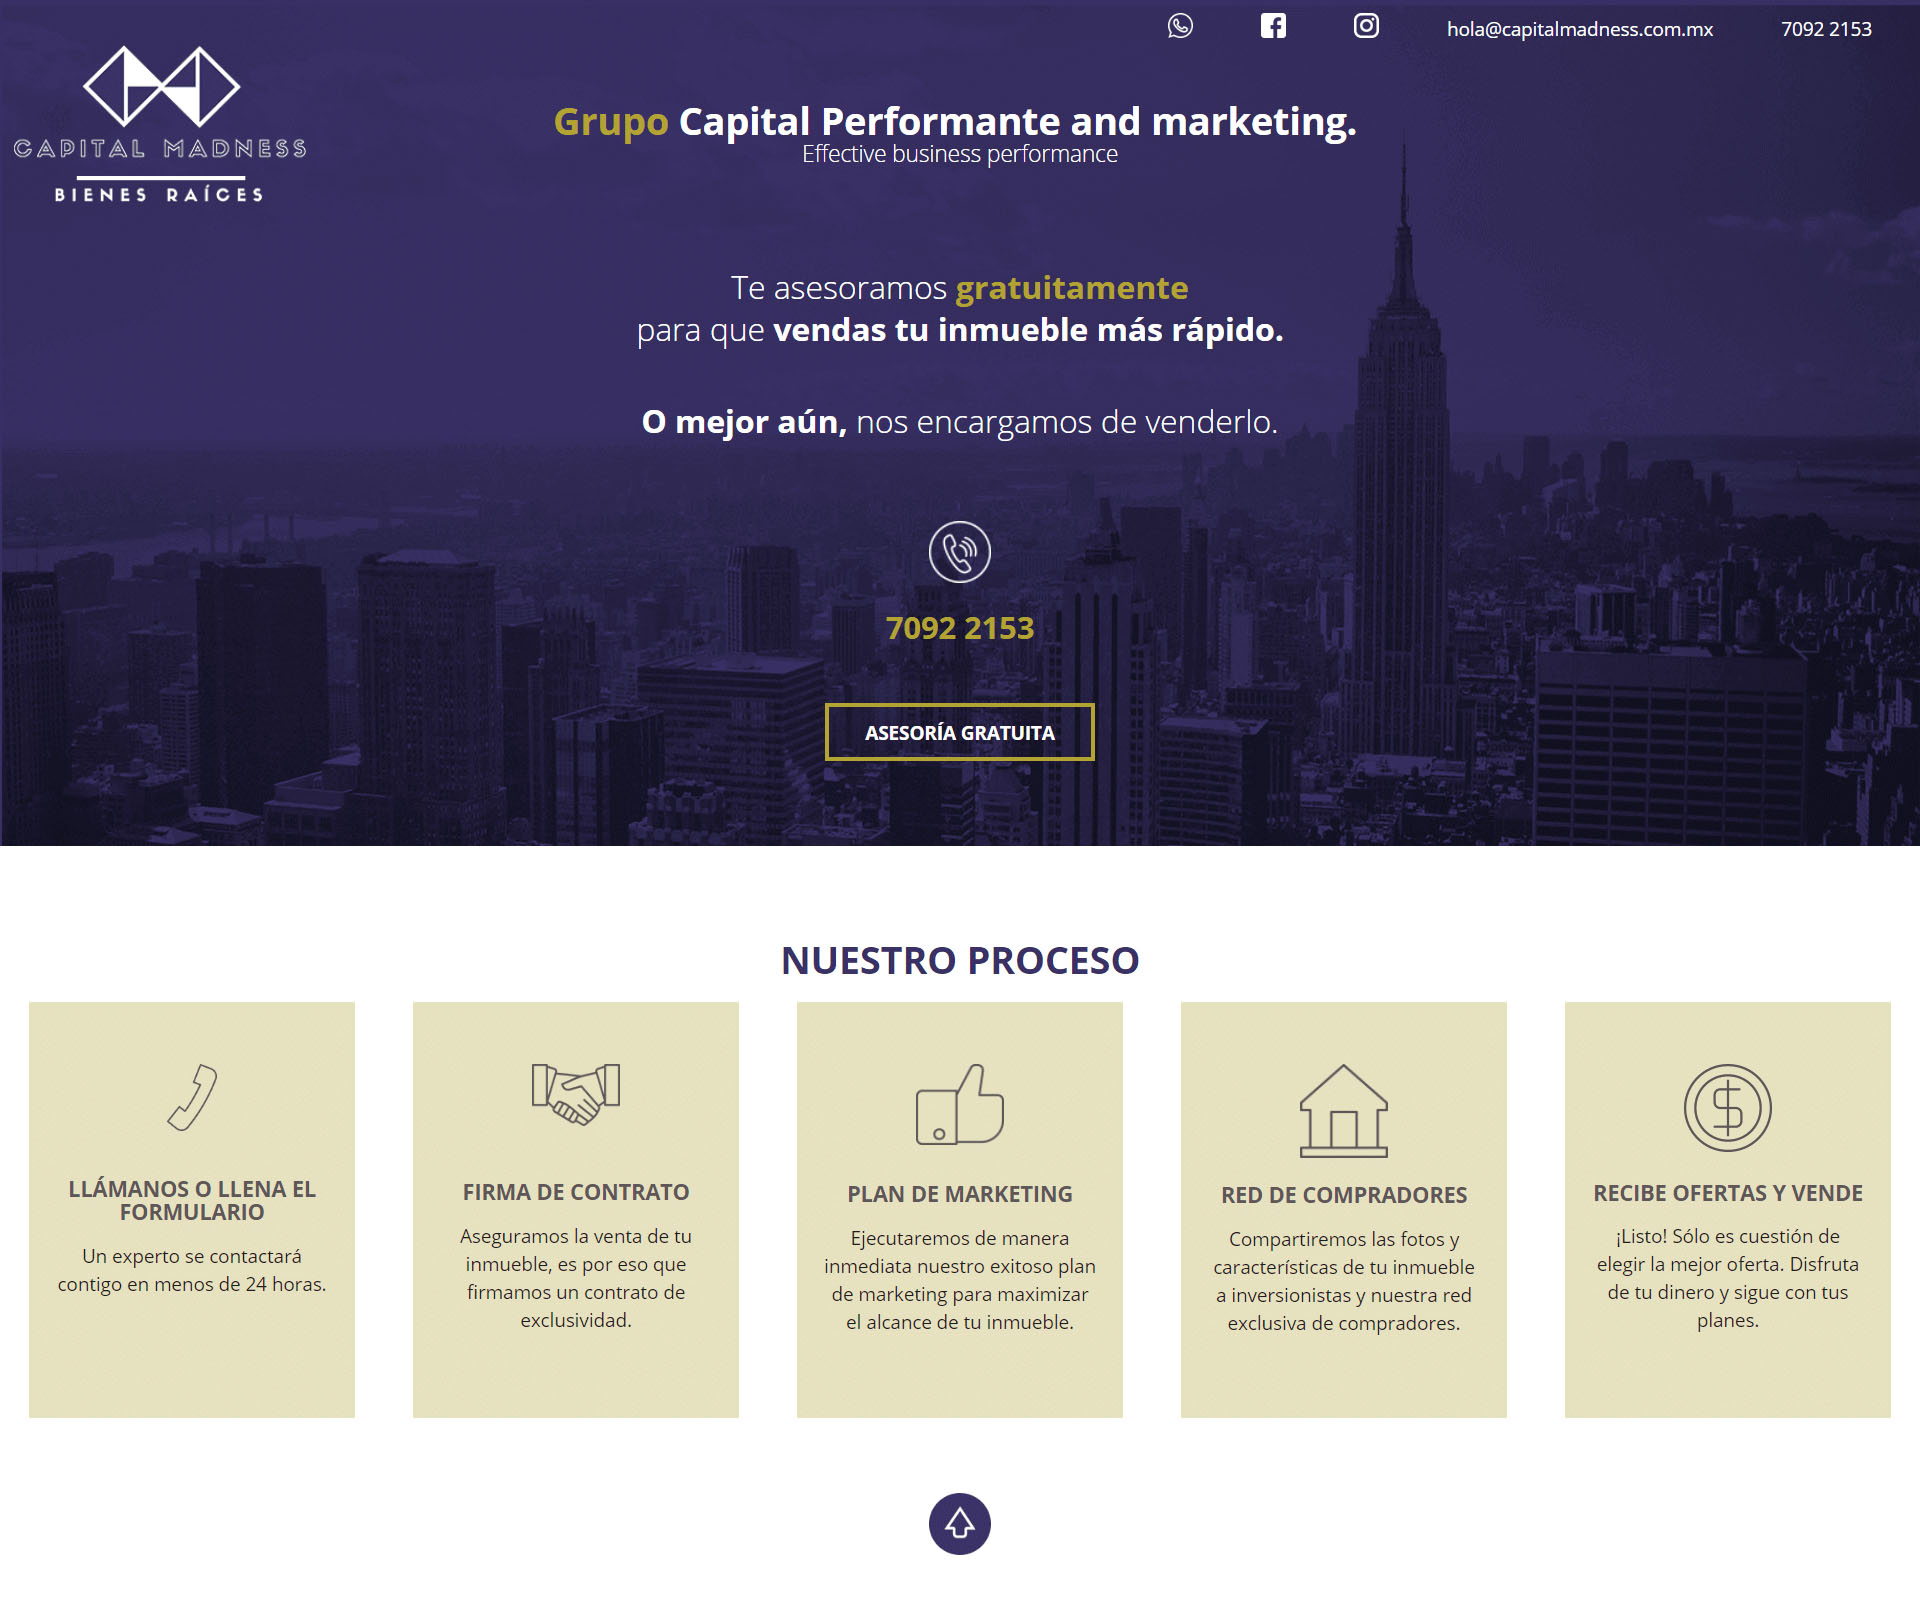 hola@capitalmadness.com.mx
7092 2153
CAPITAL MADNESS
BIENES RAÍCES
Grupo Capital Performante and marketing.
Effective business performance
Te asesoramos gratuitamente
para que vendas tu inmueble más rápido.
O mejor aún, nos encargamos de venderlo.
7092 2153
ASESORÍA GRATUITA
NUESTRO PROCESO
LLÁMANOS O LLENA EL
FORMULARIO
Un experto se contactará
contigo en menos de 24 horas.
FIRMA DE CONTRATO
Aseguramos la venta de tu
inmueble, es por eso que
firmamos un contrato de
exclusividad.
PLAN DE MARKETING
Ejecutaremos de manera
inmediata nuestro exitoso plan
de marketing para maximizar
el alcance de tu inmueble.
RED DE COMPRADORES
Compartiremos las fotos y
características de tu inmueble
a inversionistas y nuestra red
exclusiva de compradores.
RECIBE OFERTAS Y VENDE
¡Listo! Sólo es cuestión de
elegir la mejor oferta. Disfruta
de tu dinero y sigue con tus
planes.